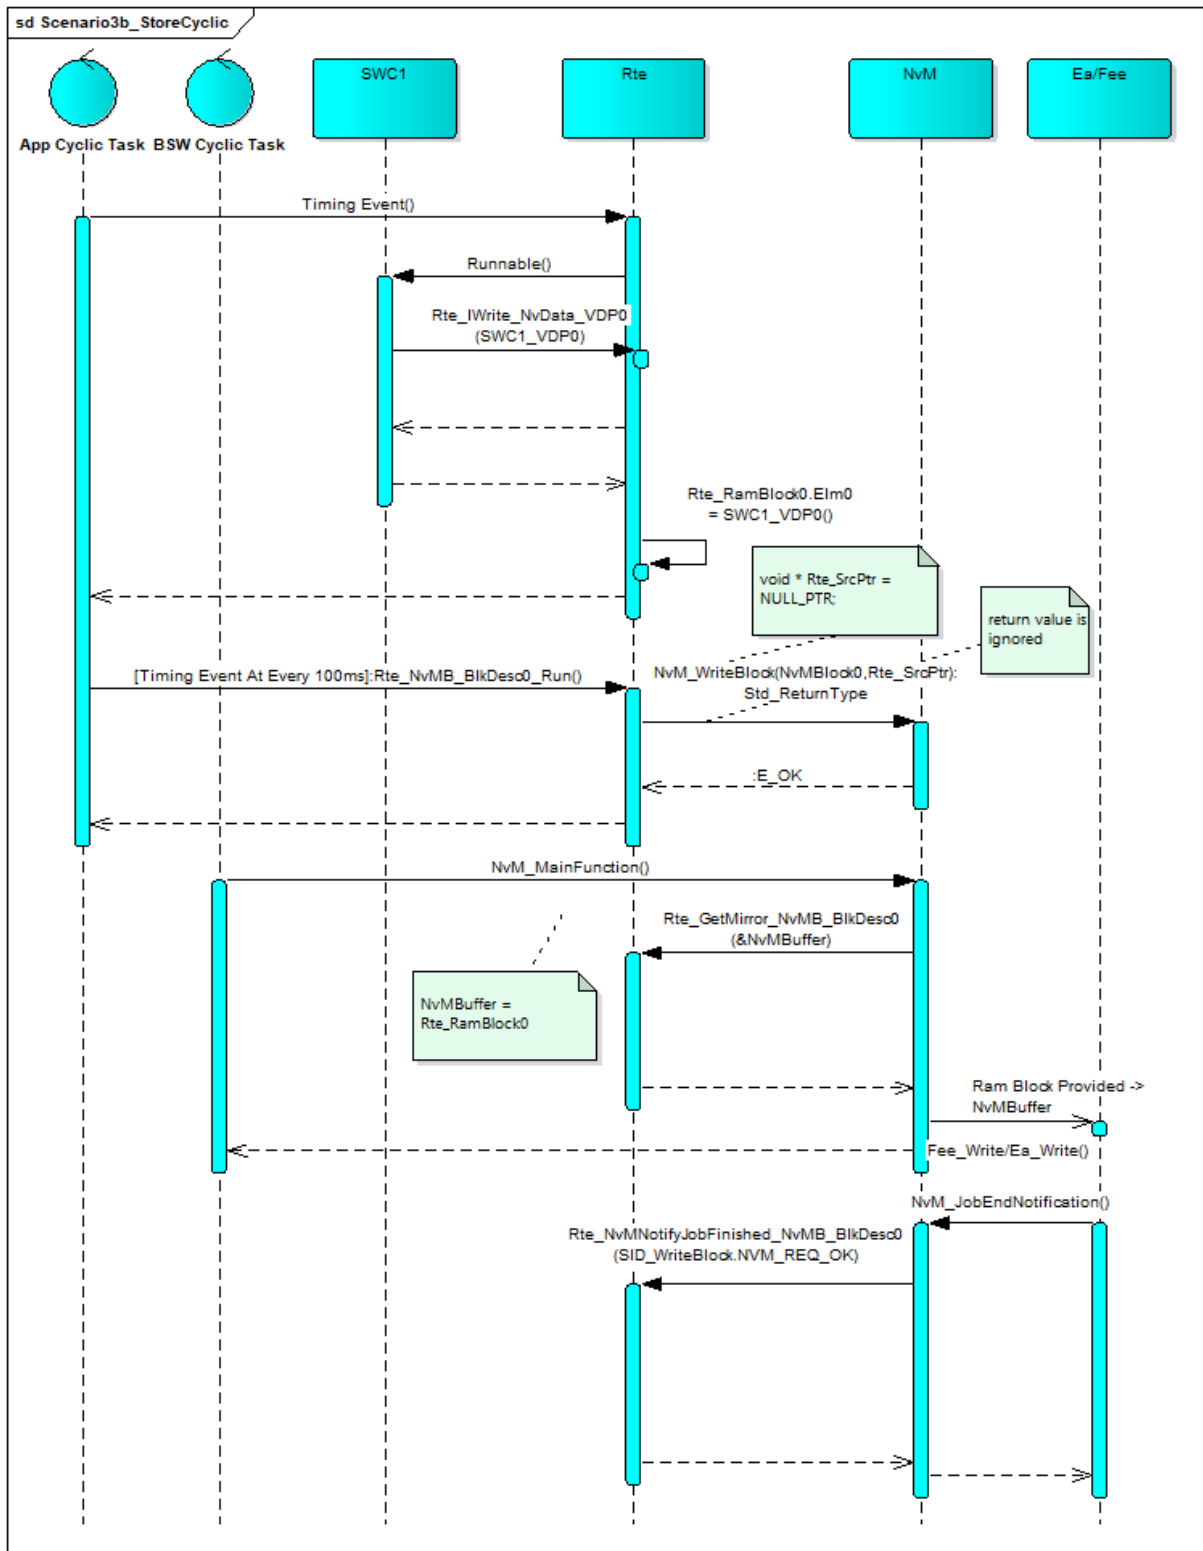 sd Scenario3b_StoreCyclic
App Cyclic Task
BSW Cyclic Task
SWC1
Rte
NvM
Ea/Fee
Timing Event()
Runnable()
Rte_IWrite_NvData_VDP0
(SWC1_VDP0)
Rte_RamBlock0.Elm0
= SWC1_VDP0()
void * Rte_SrcPtr =
NULL_PTR;
return value is
ignored
[Timing Event At Every 100ms]:Rte_NvMB_BlkDesc0_Run()
NvM_WriteBlock(NvMBlock0,Rte_SrcPtr):
Std_ReturnType
:E_OK
NvM_MainFunction()
Rte_GetMirror_NvMB_BlkDesc0
(&NvMBuffer)
NvMBuffer =
Rte_RamBlock0
Ram Block Provided ->
NvMBuffer
Fee_Write/Ea_Write()
NvM_JobEndNotification()
Rte_NvMNotifyJobFinished_NvMB_BlkDesc0
(SID_WriteBlock.NVM_REQ_OK)